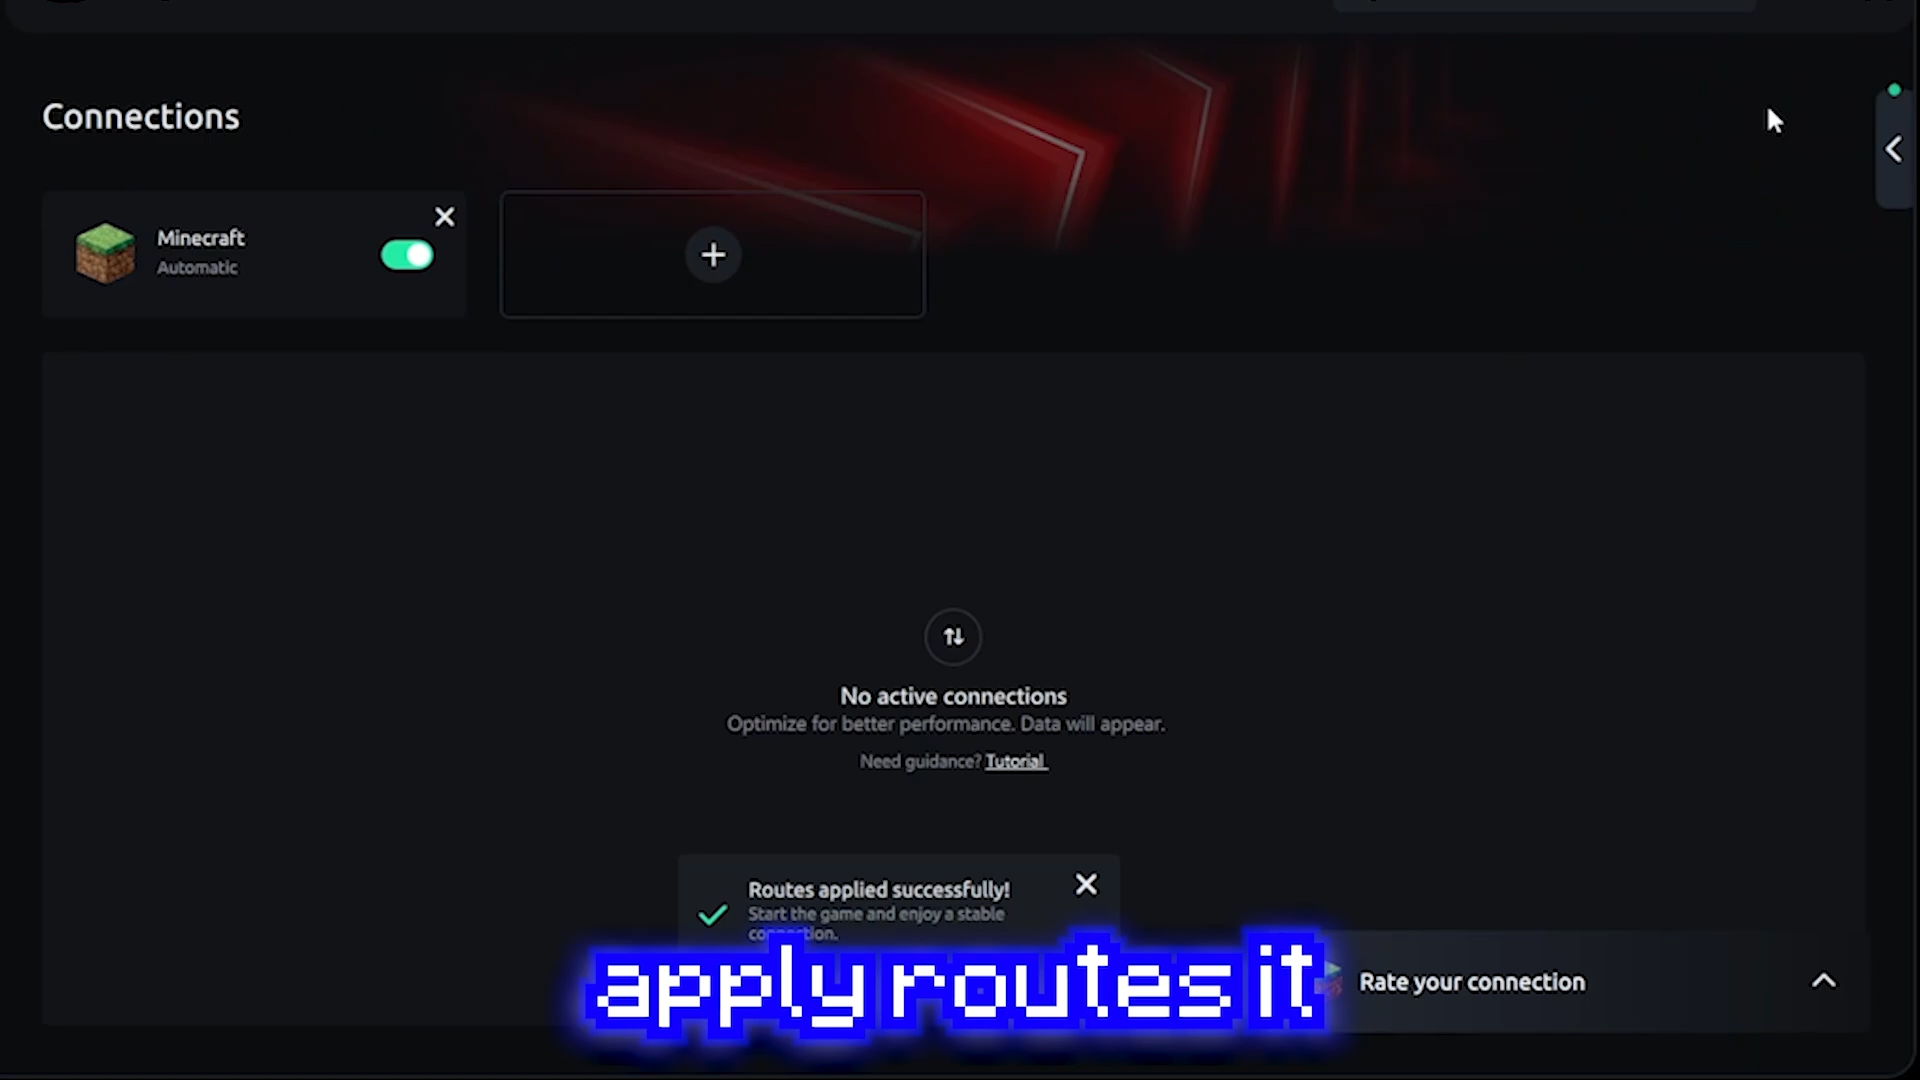 Connections
Minecraft
Automatic
No active connections
Optimize for better performance. Data will appear.
Need guidance? Tutorial
Routes applied successfully!
Start the game and enjoy a stable
connection.
apply routes it
Rate your connection